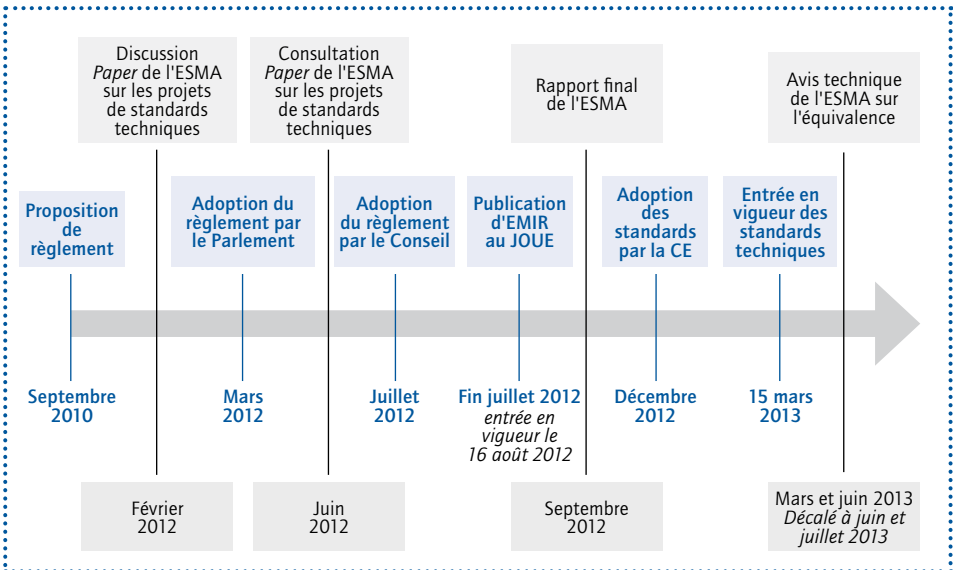 Discussion
Paper de l'ESMA
sur les projets
de standards
techniques
Consultation
Paper de l'ESMA
sur les projets
de standards
techniques
Rapport final
de l'ESMA
Avis technique
de l'ESMA sur
l'équivalence
Proposition
de
règlement
Adoption du
règlement par
le Parlement
Adoption
du règlement
par le Conseil
Publication
d'EMIR
au JOUE
Adoption
des
standards
par la CE
Entrée en
vigueur des
standards
techniques
Septembre
2010
Mars
2012
Juillet
2012
Fin juillet 2012
entrée en
vigueur le
16 août 2012
Décembre
2012
15 mars
2013
Février
2012
Juin
2012
Septembre
2012
Mars et juin 2013
Décalé à juin et
juillet 2013